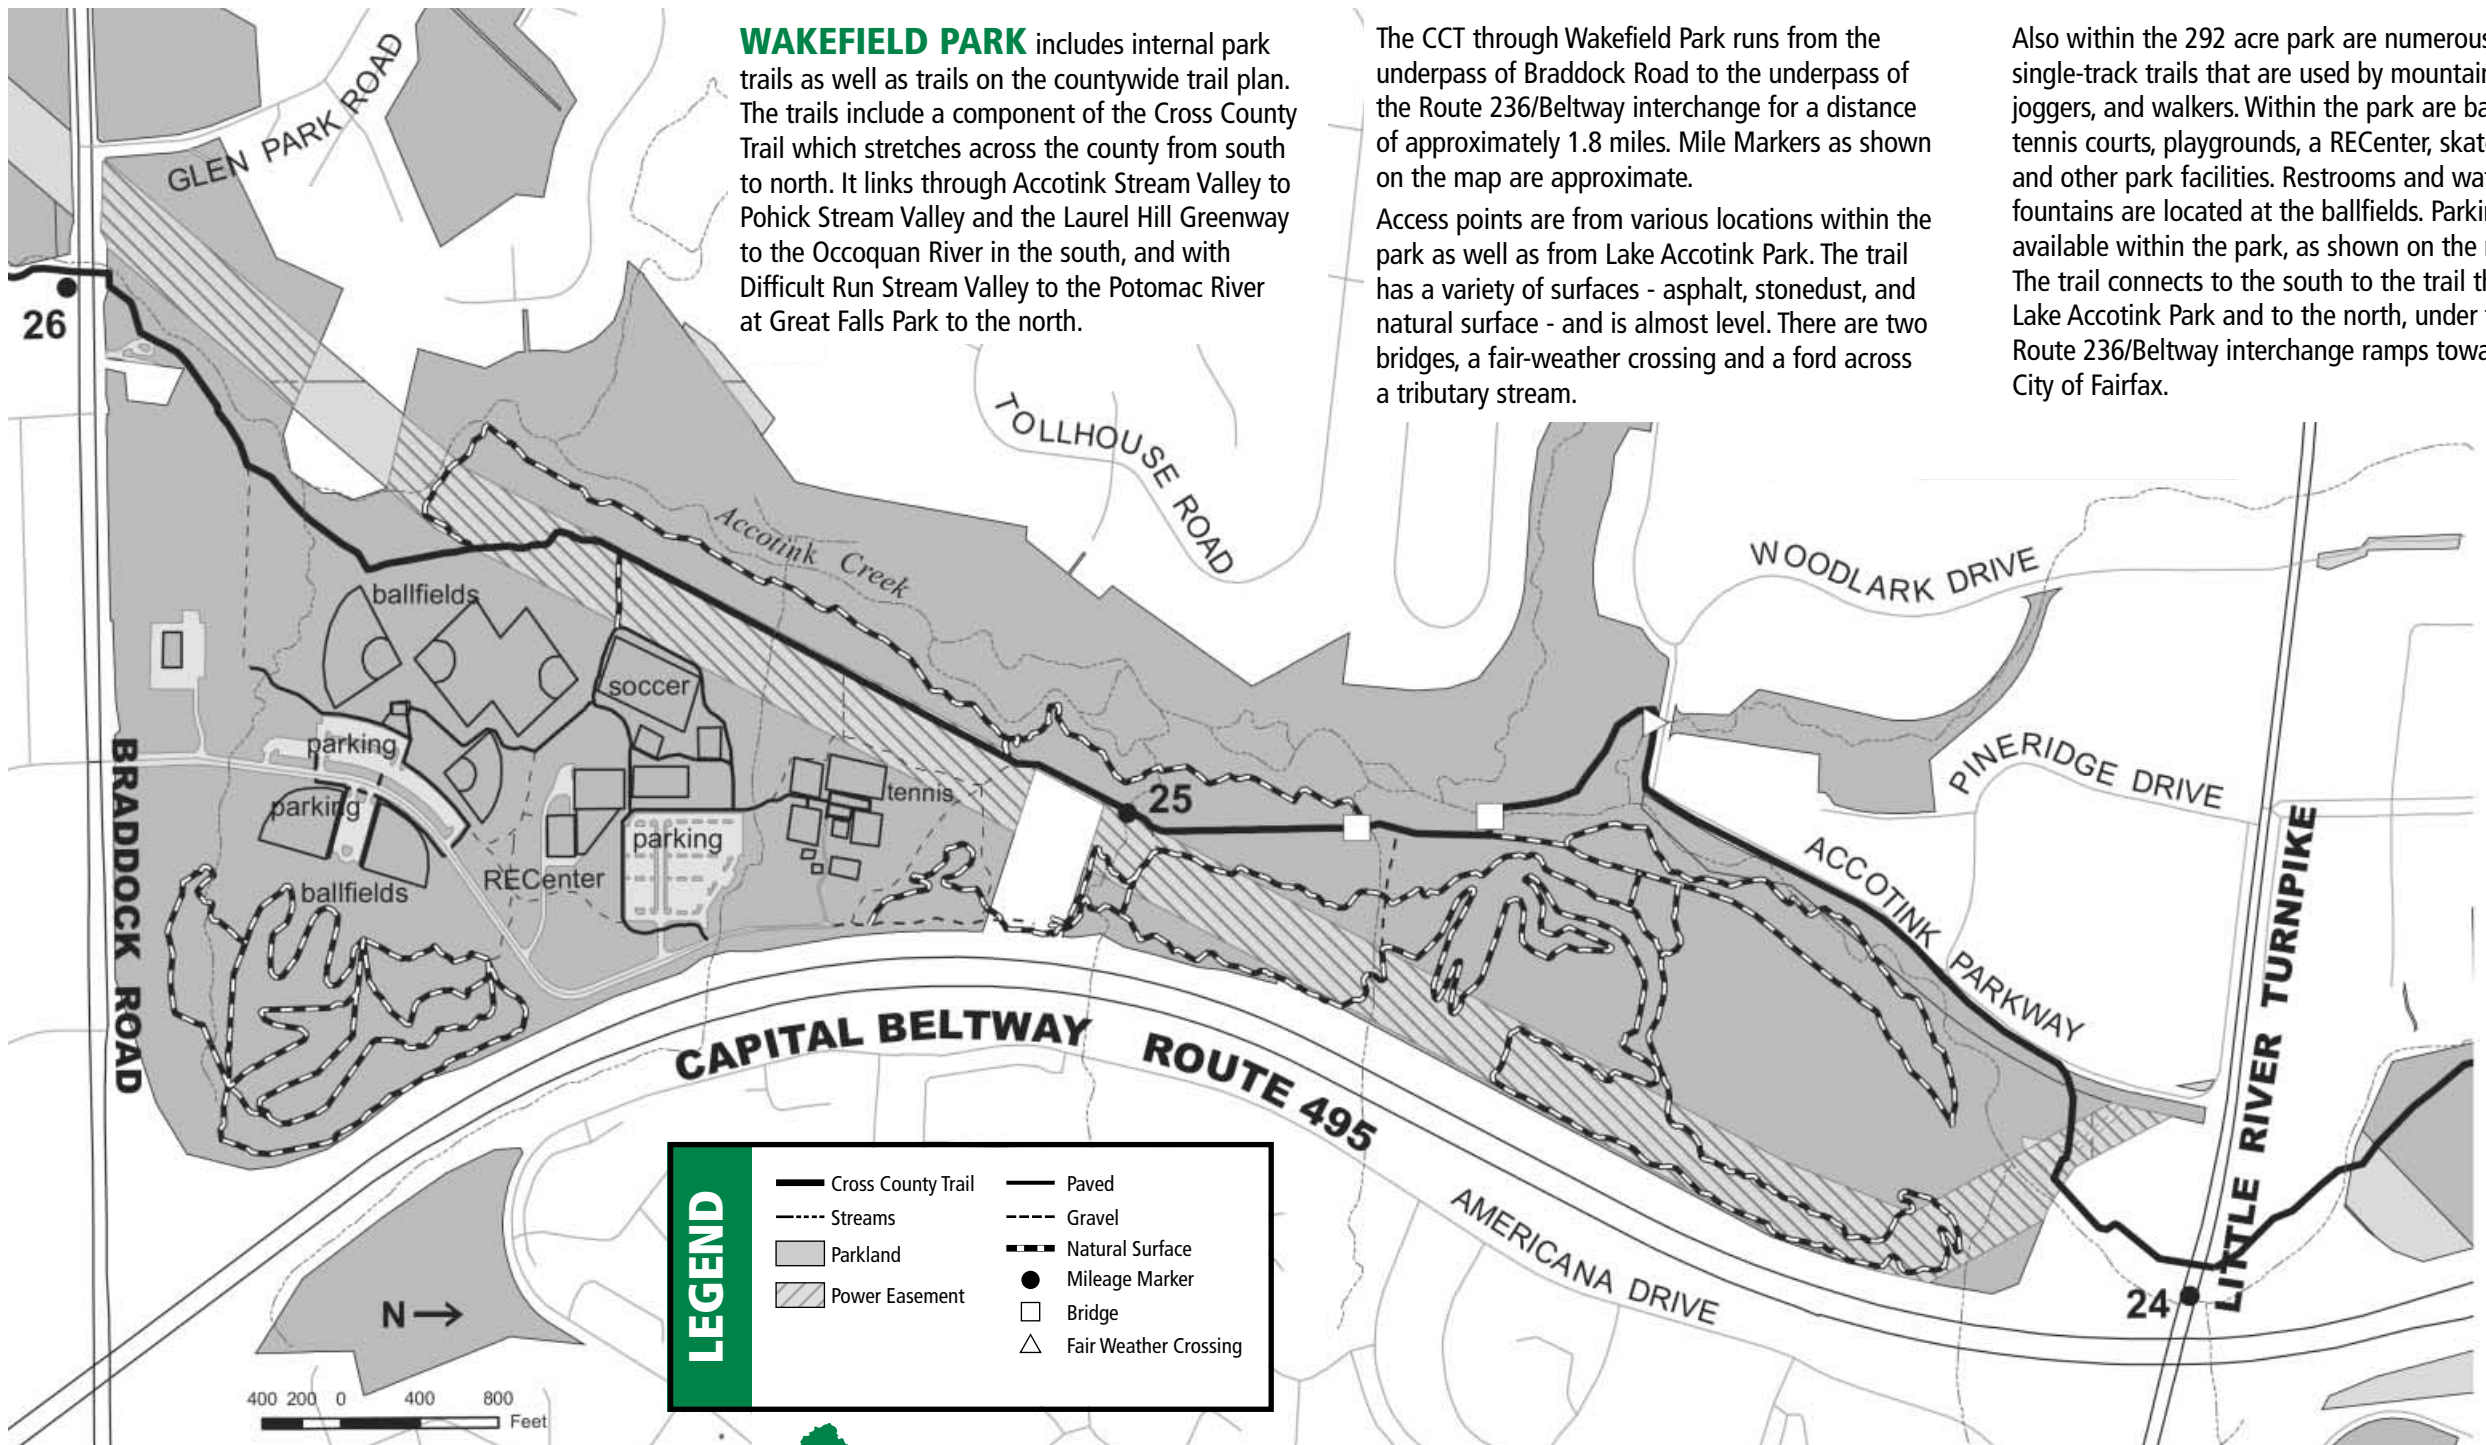 WAKEFIELD PARK includes internal park
trails as well as trails on the countywide trail plan.
The trails include a component of the Cross County
Trail which stretches across the county from south
to north. It links through Accotink Stream Valley to
Pohick Stream Valley and the Laurel Hill Greenway
to the Occoquan River in the south, and with
Difficult Run Stream Valley to the Potomac River
at Great Falls Park to the north.
The CCT through Wakefield Park runs from the
underpass of Braddock Road to the underpass of
the Route 236/Beltway interchange for a distance
of approximately 1.8 miles. Mile Markers as shown
on the map are approximate.
Access points are from various locations within the
park as well as from Lake Accotink Park. The trail
has a variety of surfaces - asphalt, stonedust, and
natural surface - and is almost level. There are two
bridges, a fair-weather crossing and a ford across
a tributary stream.
Also within the 292 acre park are numerous
single-track trails that are used by mountain
joggers, and walkers. Within the park are
tennis courts, playgrounds, a RECenter,
and other park facilities. Restrooms and
fountains are located at the ballfields.
available within the park, as shown on the
The trail connects to the south to the trail
Lake Accotink Park and to the north, under
Route 236/Beltway interchange ramps
City of Fairfax.
GLEN PARK ROAD
26
TOLLHOUSE ROAD
Accotink Creek
WOODLARK DRIVE
ballfields
soccer
parking
parking
tennis
25
PINERIDGE DRIVE
parking
RECenter
ballfields
BRADDOCK ROAD
ACCOTINK PARKWAY
LITTLE RIVER TURNPIKE
CAPITAL BELTWAY ROUTE 495
AMERICANA DRIVE
24
N
400 200 0 400 800
Feet
LEGEND
Cross County Trail
Streams
Parkland
Power Easement
Paved
Gravel
Natural Surface
Mileage Marker
Bridge
Fair Weather Crossing